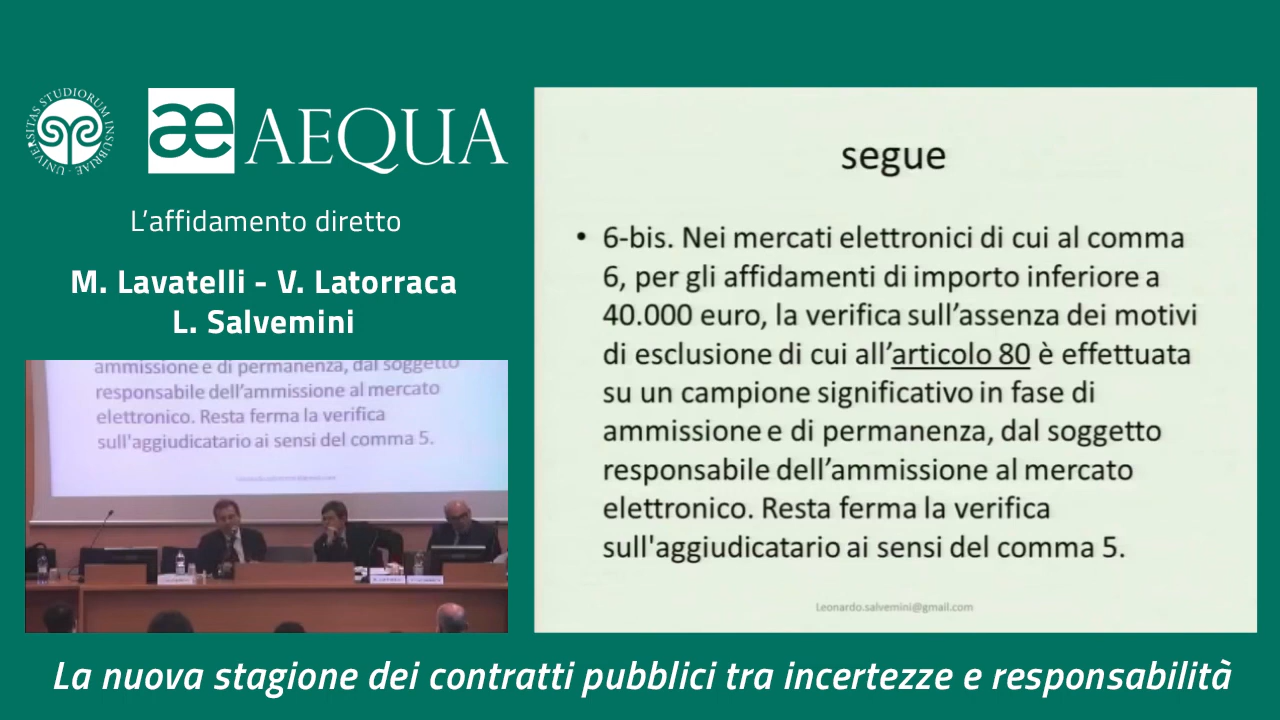 UNIVERSITAS STUDIORUM INSUBRIAE
æ AEQUA
L'affidamento diretto
M. Lavatelli - V. Latorraca
L. Salvemini
ammissione e di permanenza, dal soggetto
responsabile dell'ammissione al mercato
elettronico. Resta ferma la verifica
sull'aggiudicatario ai sensi del comma 5.
segue
• 6-bis. Nei mercati elettronici di cui al comma
6, per gli affidamenti di importo inferiore a
40.000 euro, la verifica sull'assenza dei motivi
di esclusione di cui all'articolo 80 è effettuata
su un campione significativo in fase di
ammissione e di permanenza, dal soggetto
responsabile dell'ammissione al mercato
elettronico. Resta ferma la verifica
sull'aggiudicatario ai sensi del comma 5.
Leonardo.salvemini@gmail.com
La nuova stagione dei contratti pubblici tra incertezze e responsabilità